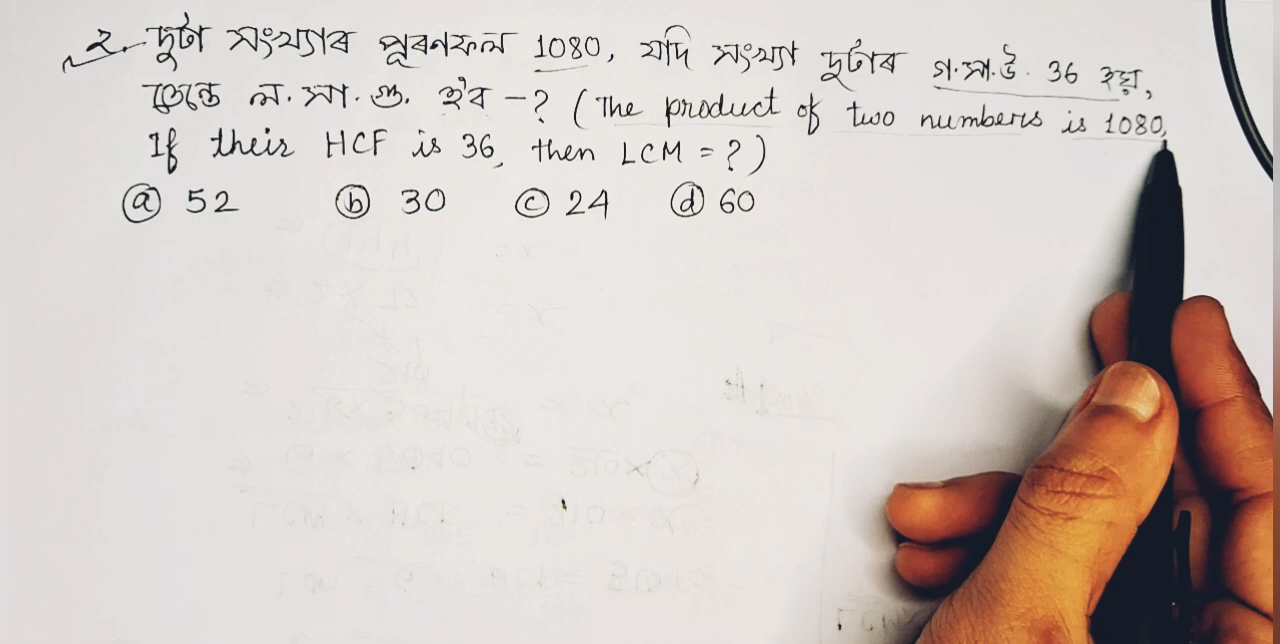 ২. দুটা সংখ্যাৰ পূৰণফল 1080, যদি সংখ্যা দুটাৰ গ.সা.উ. 36 হয়,
তেন্তে ল.সা.গু. হ'ব -? (The product of two numbers is 1080,
If their HCF is 36, then LCM = ?)
ⓐ 52 ⓑ 30 ⓒ 24 ⓓ 60